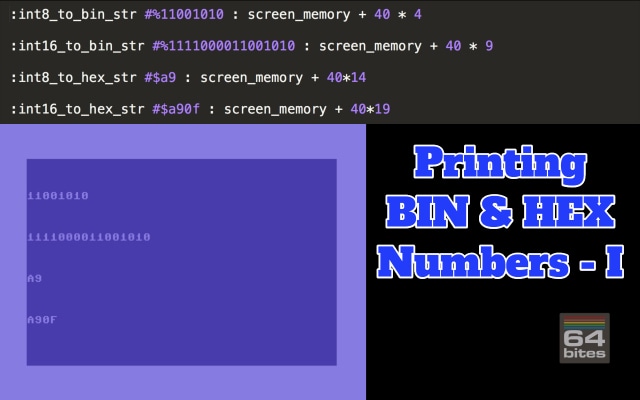 :int8_to_bin_str #%11001010 : screen_memory + 40 * 4
:int16_to_bin_str #%1111000011001010 : screen_memory + 40 * 9
:int8_to_hex_str #$a9 : screen_memory + 40*14
:int16_to_hex_str #$a90f : screen_memory + 40*19
11001010
1111000011001010
A9
A90F
Printing
BIN & HEX
Numbers - I
64
bites